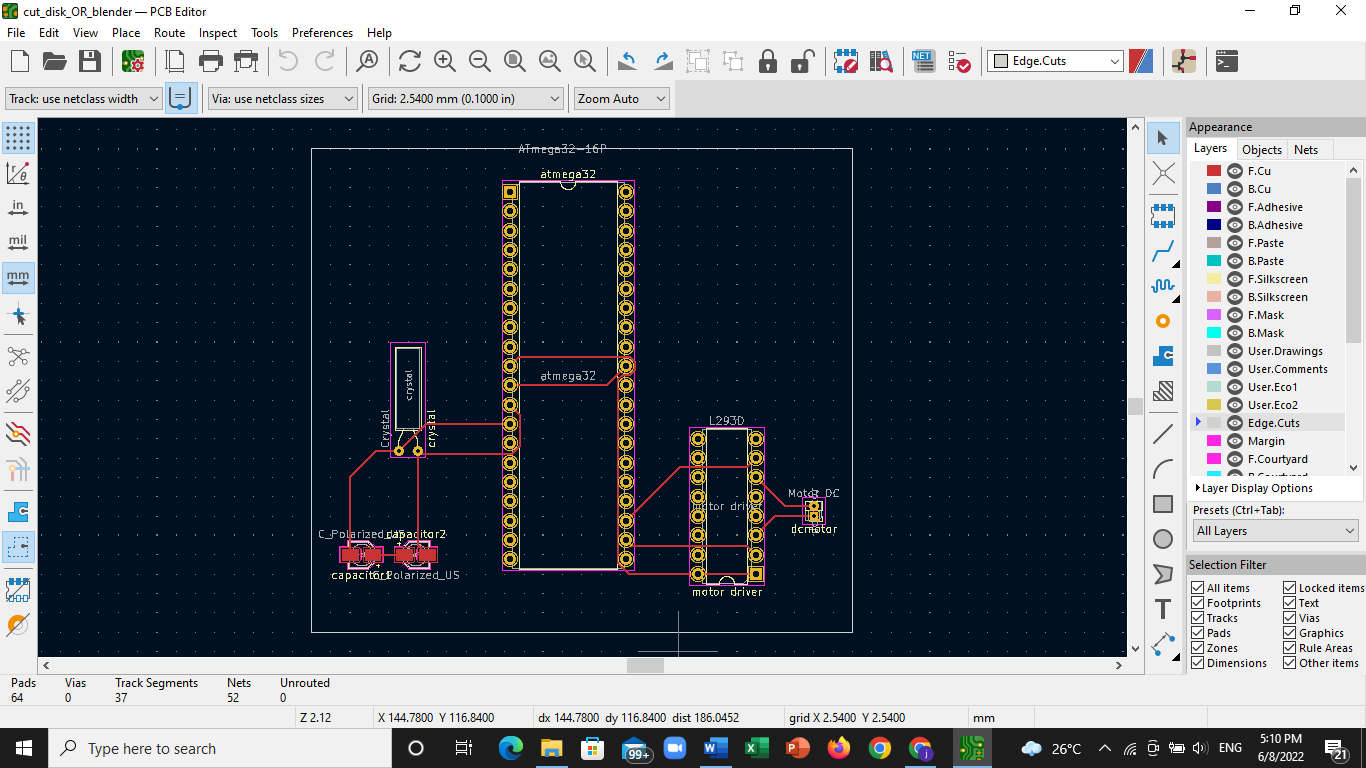 cut_disk_OR_blender — PCB Editor
File Edit View Place Route Inspect Tools Preferences Help
Edge.Cuts
Track: use netclass width Via: use netclass sizes Grid: 2.5400 mm (0.1000 in) Zoom Auto
in
mil
mm
NET
ATmega32-16P
atmega32
atmega32
crystal
Crystal
crystal
L293D
motor driver
motor driver
Motor_DC
dcmotor
capacitor2
capacitor1
Appearance
Layers Objects Nets
F.Cu
B.Cu
F.Adhesive
B.Adhesive
F.Paste
B.Paste
F.Silkscreen
B.Silkscreen
F.Mask
B.Mask
User.Drawings
User.Comments
User.Eco1
User.Eco2
Edge.Cuts
Margin
F.Courtyard
B.Courtyard
Layer Display Options
Presets (Ctrl+Tab):
All Layers
Selection Filter
All items Locked items
Footprints Text
Tracks Vias
Pads Graphics
Zones Rule Areas
Dimensions Other items
Pads Vias Track Segments Nets Unrouted
64 0 37 52 0
Z 2.12 X 144.7800 Y 116.8400 dx 144.7800 dy 116.8400 dist 186.0452 grid X 2.5400 Y 2.5400 mm
Type here to search
99+
26°C
ENG
5:10 PM
6/8/2022
21